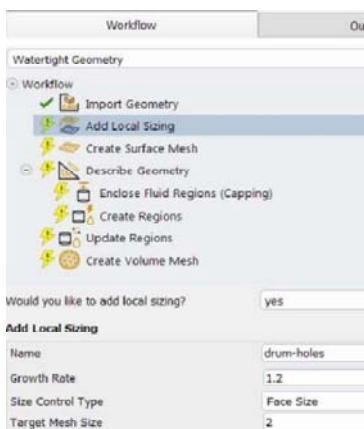 Workflow Ou
Watertight Geometry
Workflow
Import Geometry
Add Local Sizing
Create Surface Mesh
Describe Geometry
Enclose Fluid Regions (Capping)
Create Regions
Update Regions
Create Volume Mesh
Would you like to add local sizing? yes
Add Local Sizing
Name drum-holes
Growth Rate 1.2
Size Control Type Face Size
Target Mesh Size 2